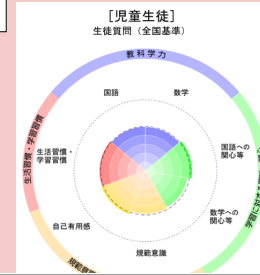 [児童生徒]
生徒質問（全国基準）
教科学力
国語
数学
生活習慣・学習習慣
生活習慣・
学習習慣
国語への
関心等
数学への
関心等
自己有用感
規範意識
規範意